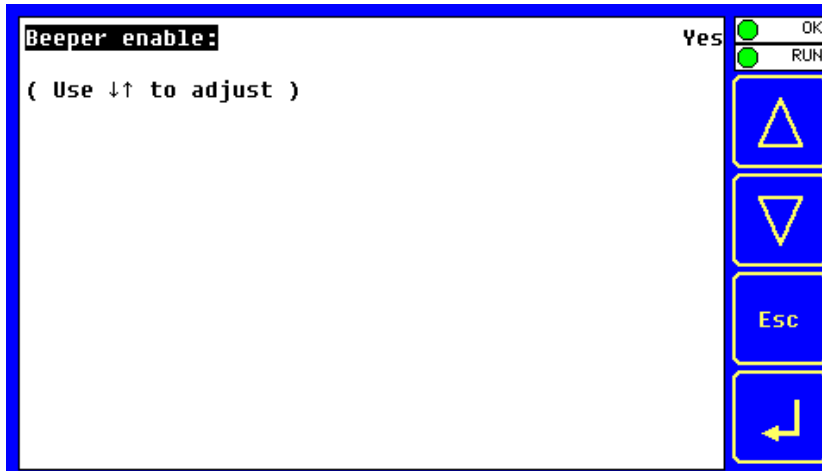 Beeper enable: Yes
OK
RUN
( Use ↓↑ to adjust )
Esc